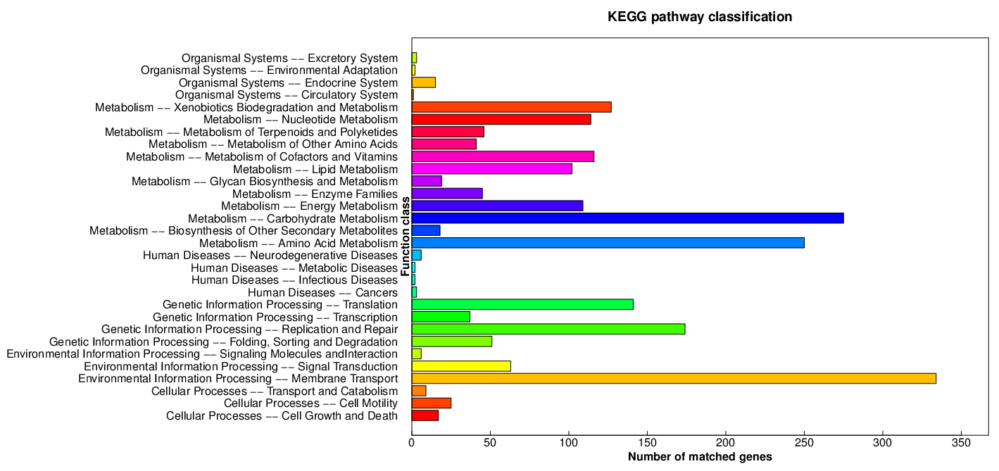 KEGG pathway classification
Organismal Systems −− Excretory System
Organismal Systems −− Environmental Adaptation
Organismal Systems −− Endocrine System
Organismal Systems −− Circulatory System
Metabolism −− Xenobiotics Biodegradation and Metabolism
Metabolism −− Nucleotide Metabolism
Metabolism −− Metabolism of Terpenoids and Polyketides
Metabolism −− Metabolism of Other Amino Acids
Metabolism −− Metabolism of Cofactors and Vitamins
Metabolism −− Lipid Metabolism
Metabolism −− Glycan Biosynthesis and Metabolism
Metabolism −− Enzyme Families
Metabolism −− Energy Metabolism
Metabolism −− Carbohydrate Metabolism
Metabolism −− Biosynthesis of Other Secondary Metabolites
Metabolism −− Amino Acid Metabolism
Human Diseases −− Neurodegenerative Diseases
Human Diseases −− Metabolic Diseases
Human Diseases −− Infectious Diseases
Human Diseases −− Cancers
Genetic Information Processing −− Translation
Genetic Information Processing −− Transcription
Genetic Information Processing −− Replication and Repair
Genetic Information Processing −− Folding, Sorting and Degradation
Environmental Information Processing −− Signaling Molecules andInteraction
Environmental Information Processing −− Signal Transduction
Environmental Information Processing −− Membrane Transport
Cellular Processes −− Transport and Catabolism
Cellular Processes −− Cell Motility
Cellular Processes −− Cell Growth and Death
Function class
0 50 100 150 200 250 300 350
Number of matched genes